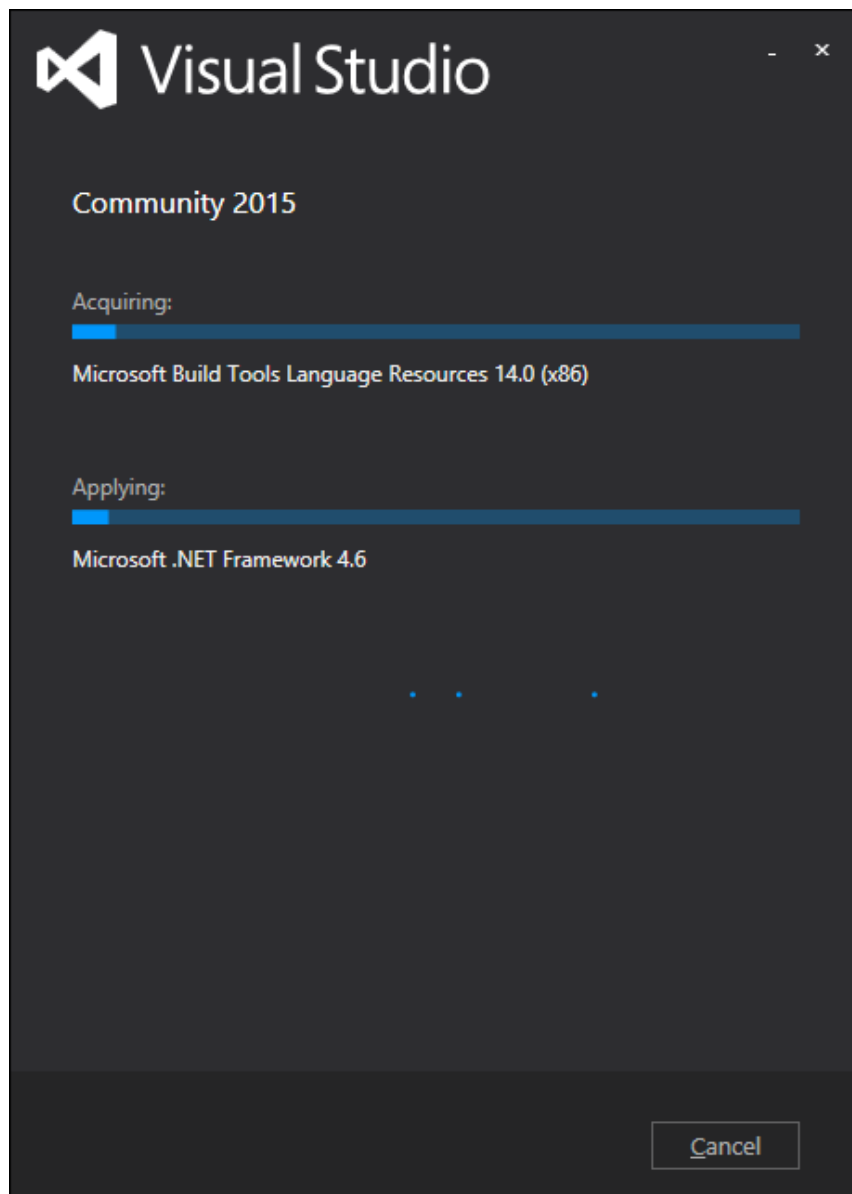 Visual Studio
Community 2015
Acquiring:
Microsoft Build Tools Language Resources 14.0 (x86)
Applying:
Microsoft .NET Framework 4.6
Cancel